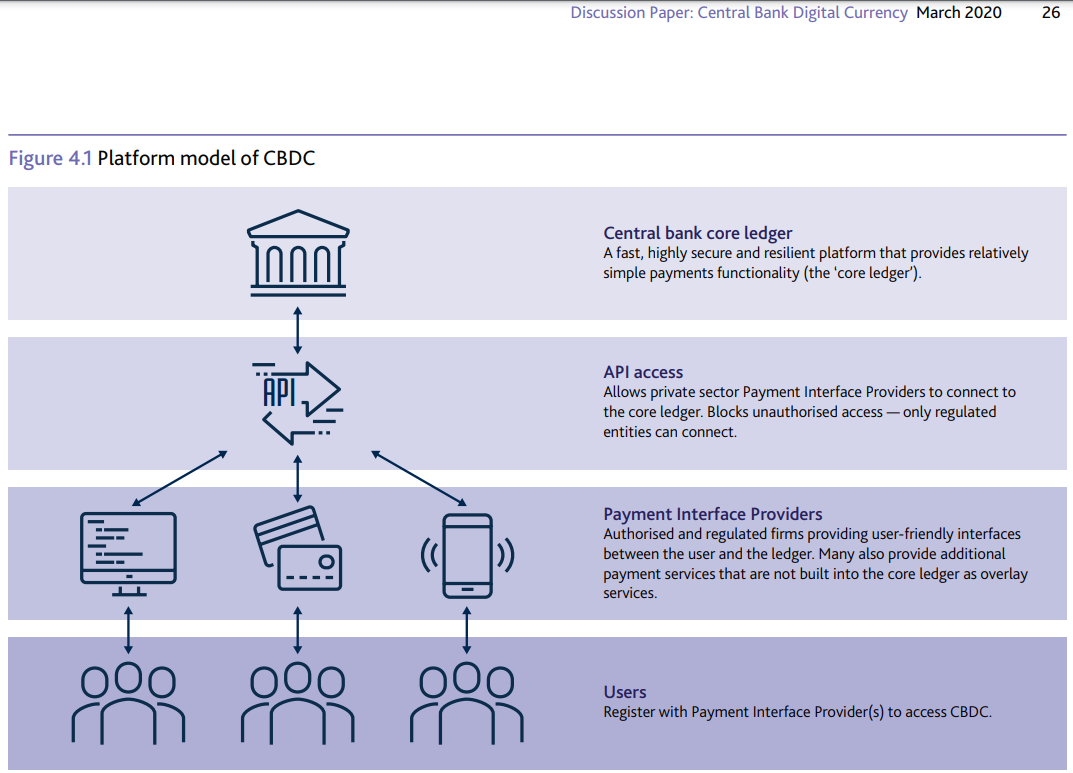 Discussion Paper: Central Bank Digital Currency March 2020 26
Figure 4.1 Platform model of CBDC
Central bank core ledger
A fast, highly secure and resilient platform that provides relatively
simple payments functionality (the ‘core ledger’).
API
API access
Allows private sector Payment Interface Providers to connect to
the core ledger. Blocks unauthorised access — only regulated
entities can connect.
Payment Interface Providers
Authorised and regulated firms providing user-friendly interfaces
between the user and the ledger. Many also provide additional
payment services that are not built into the core ledger as overlay
services.
Users
Register with Payment Interface Provider(s) to access CBDC.